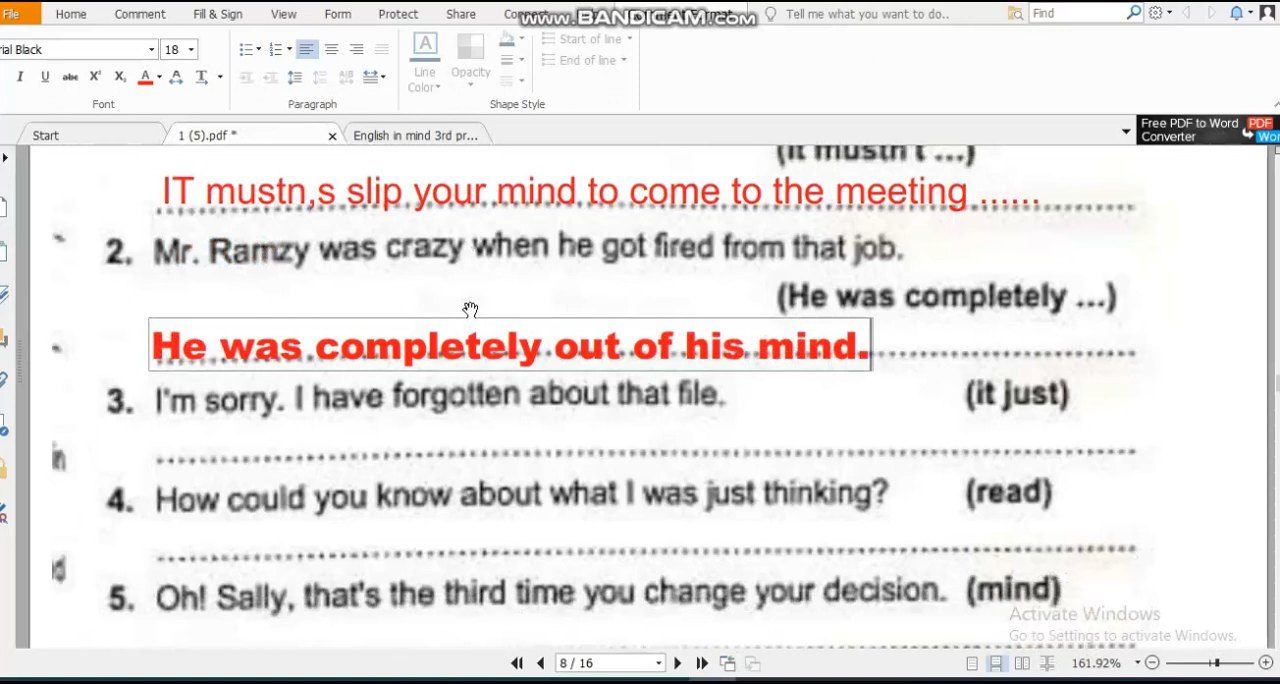 File Home Comment Fill & Sign View Form Protect Share Tell me what you want to do.. Find
www.BANDICAM.com
rial Black 18
Line Color Opacity Start of line
End of line
Font Paragraph Shape Style
Start 1 (5).pdf * English in mind 3rd pr... Free PDF to Word Converter
(It mustn't ...)
IT mustn,s slip your mind to come to the meeting ......
2. Mr. Ramzy was crazy when he got fired from that job.
(He was completely ...)
He was completely out of his mind.
3. I'm sorry. I have forgotten about that file. (it just)
4. How could you know about what I was just thinking? (read)
5. Oh! Sally, that's the third time you change your decision. (mind)
Activate Windows
Go to Settings to activate Windows.
8 / 16 161.92%